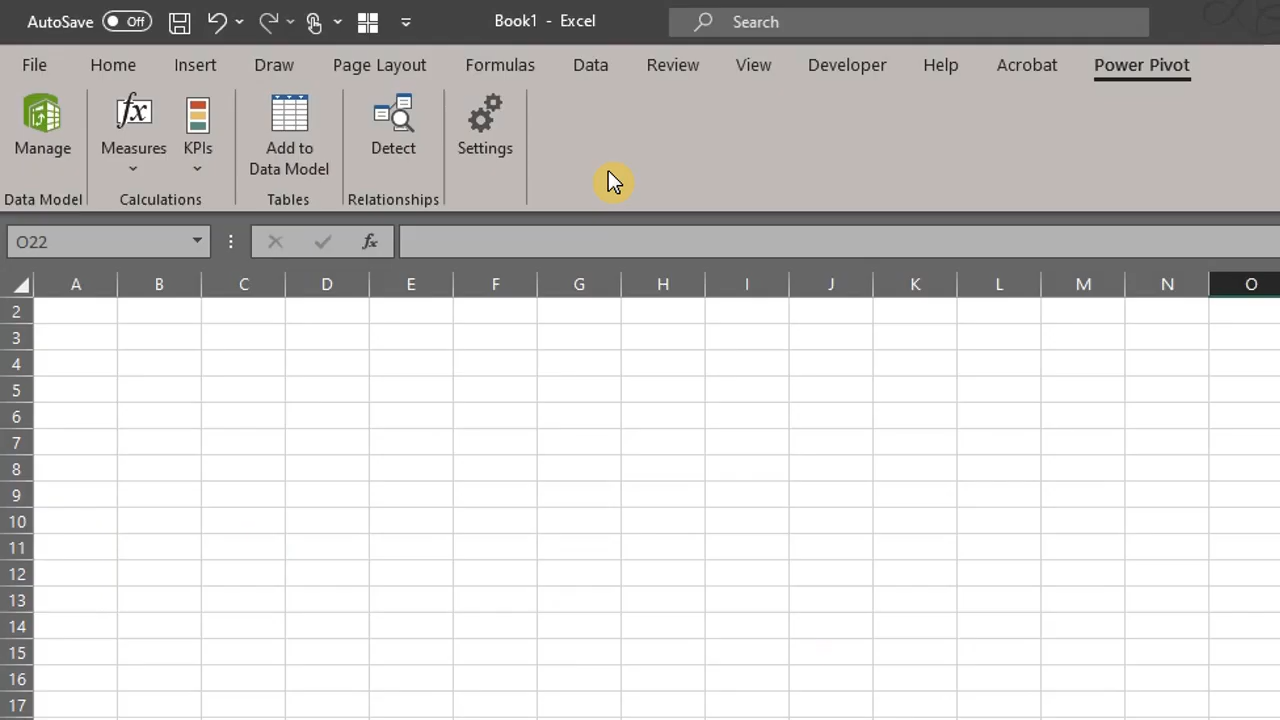 AutoSave Off Book1 - Excel Search
File Home Insert Draw Page Layout Formulas Data Review View Developer Help Acrobat Power Pivot
fx
Manage Measures KPIs Add to Data Model Detect Settings
Data Model Calculations Tables Relationships
O22 fx
A B C D E F G H I J K L M N O
2
3
4
5
6
7
8
9
10
11
12
13
14
15
16
17